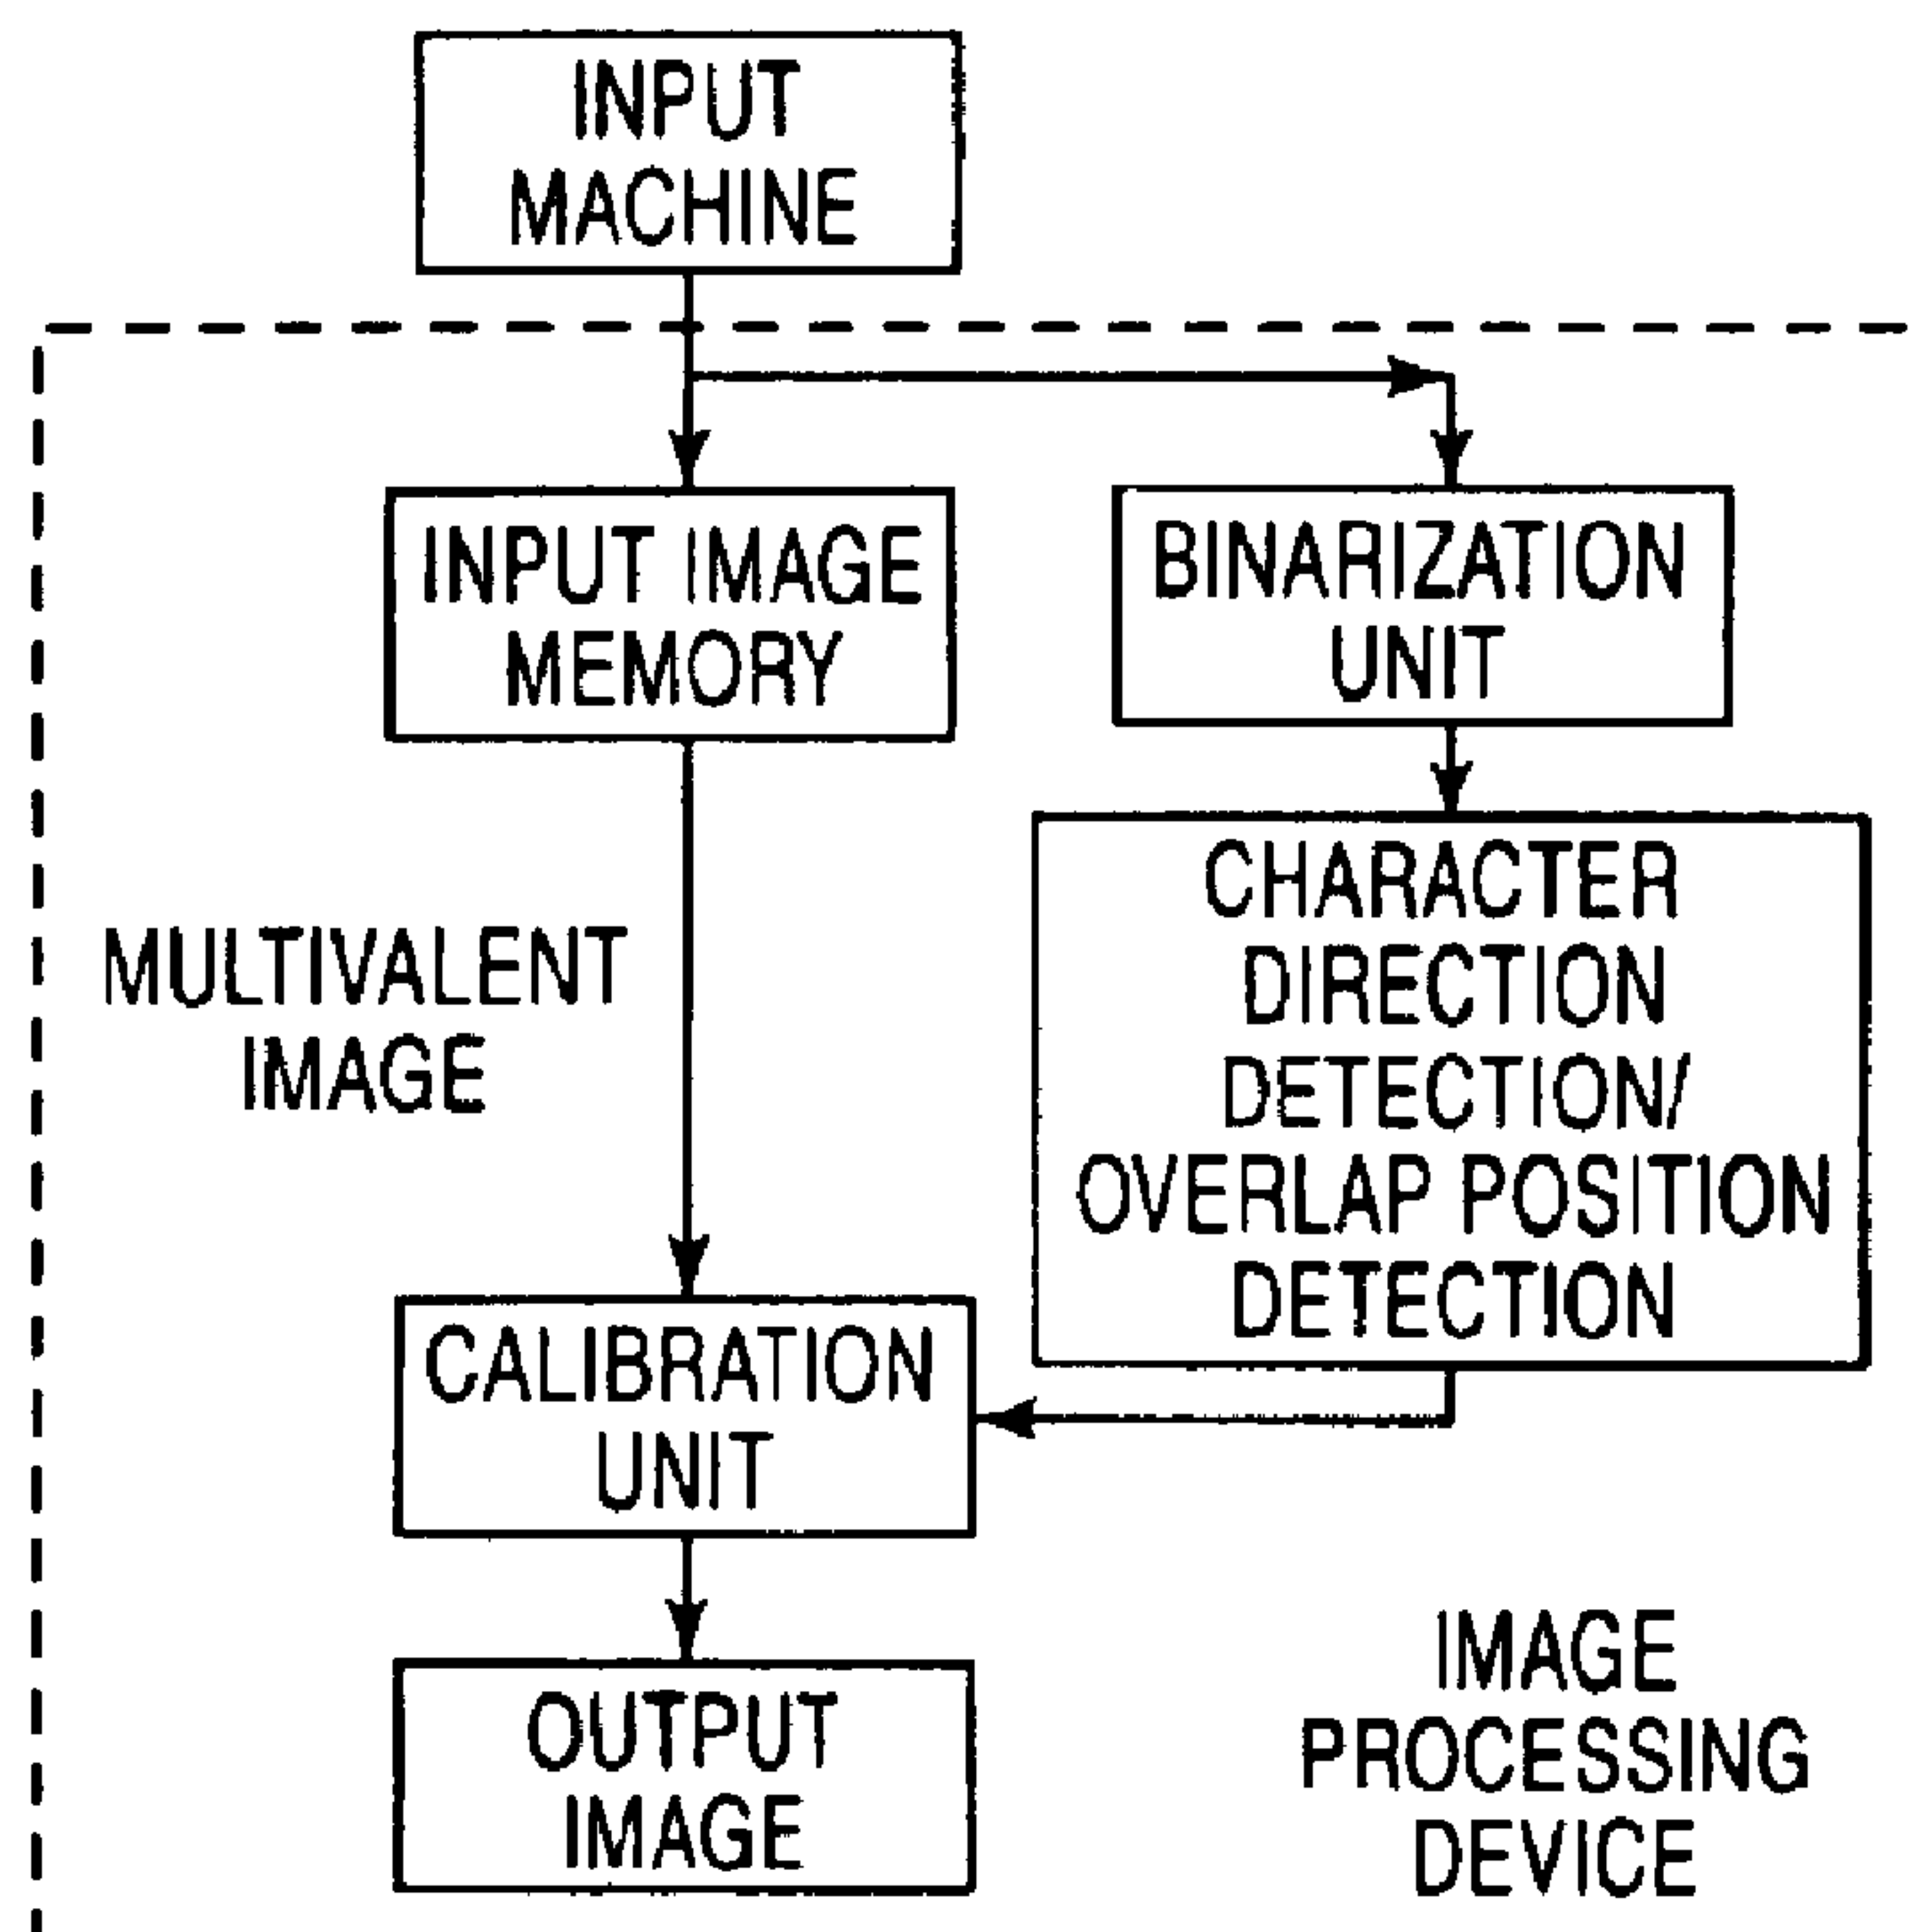 INPUT
MACHINE
INPUT IMAGE
MEMORY
BINARIZATION
UNIT
CHARACTER
DIRECTION
DETECTION/
OVERLAP POSITION
DETECTION
MULTIVALENT
IMAGE
CALIBRATION
UNIT
OUTPUT
IMAGE
IMAGE
PROCESSING
DEVICE